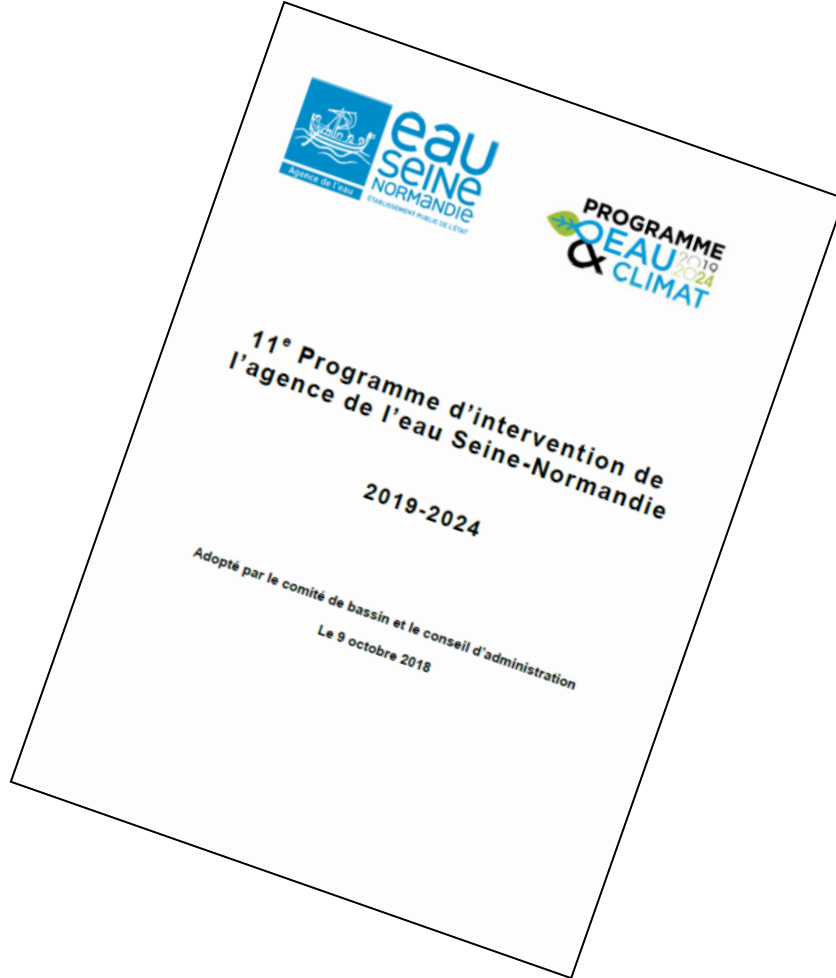 Agence de l'eau
eau
SEINE
NORMANDIE
ÉTABLISSEMENT PUBLIC DE L'ÉTAT
PROGRAMME
EAU 2019
& CLIMAT 2024
11e Programme d'intervention de
l'agence de l'eau Seine-Normandie
2019-2024
Adopté par le comité de bassin et le conseil d'administration
Le 9 octobre 2018